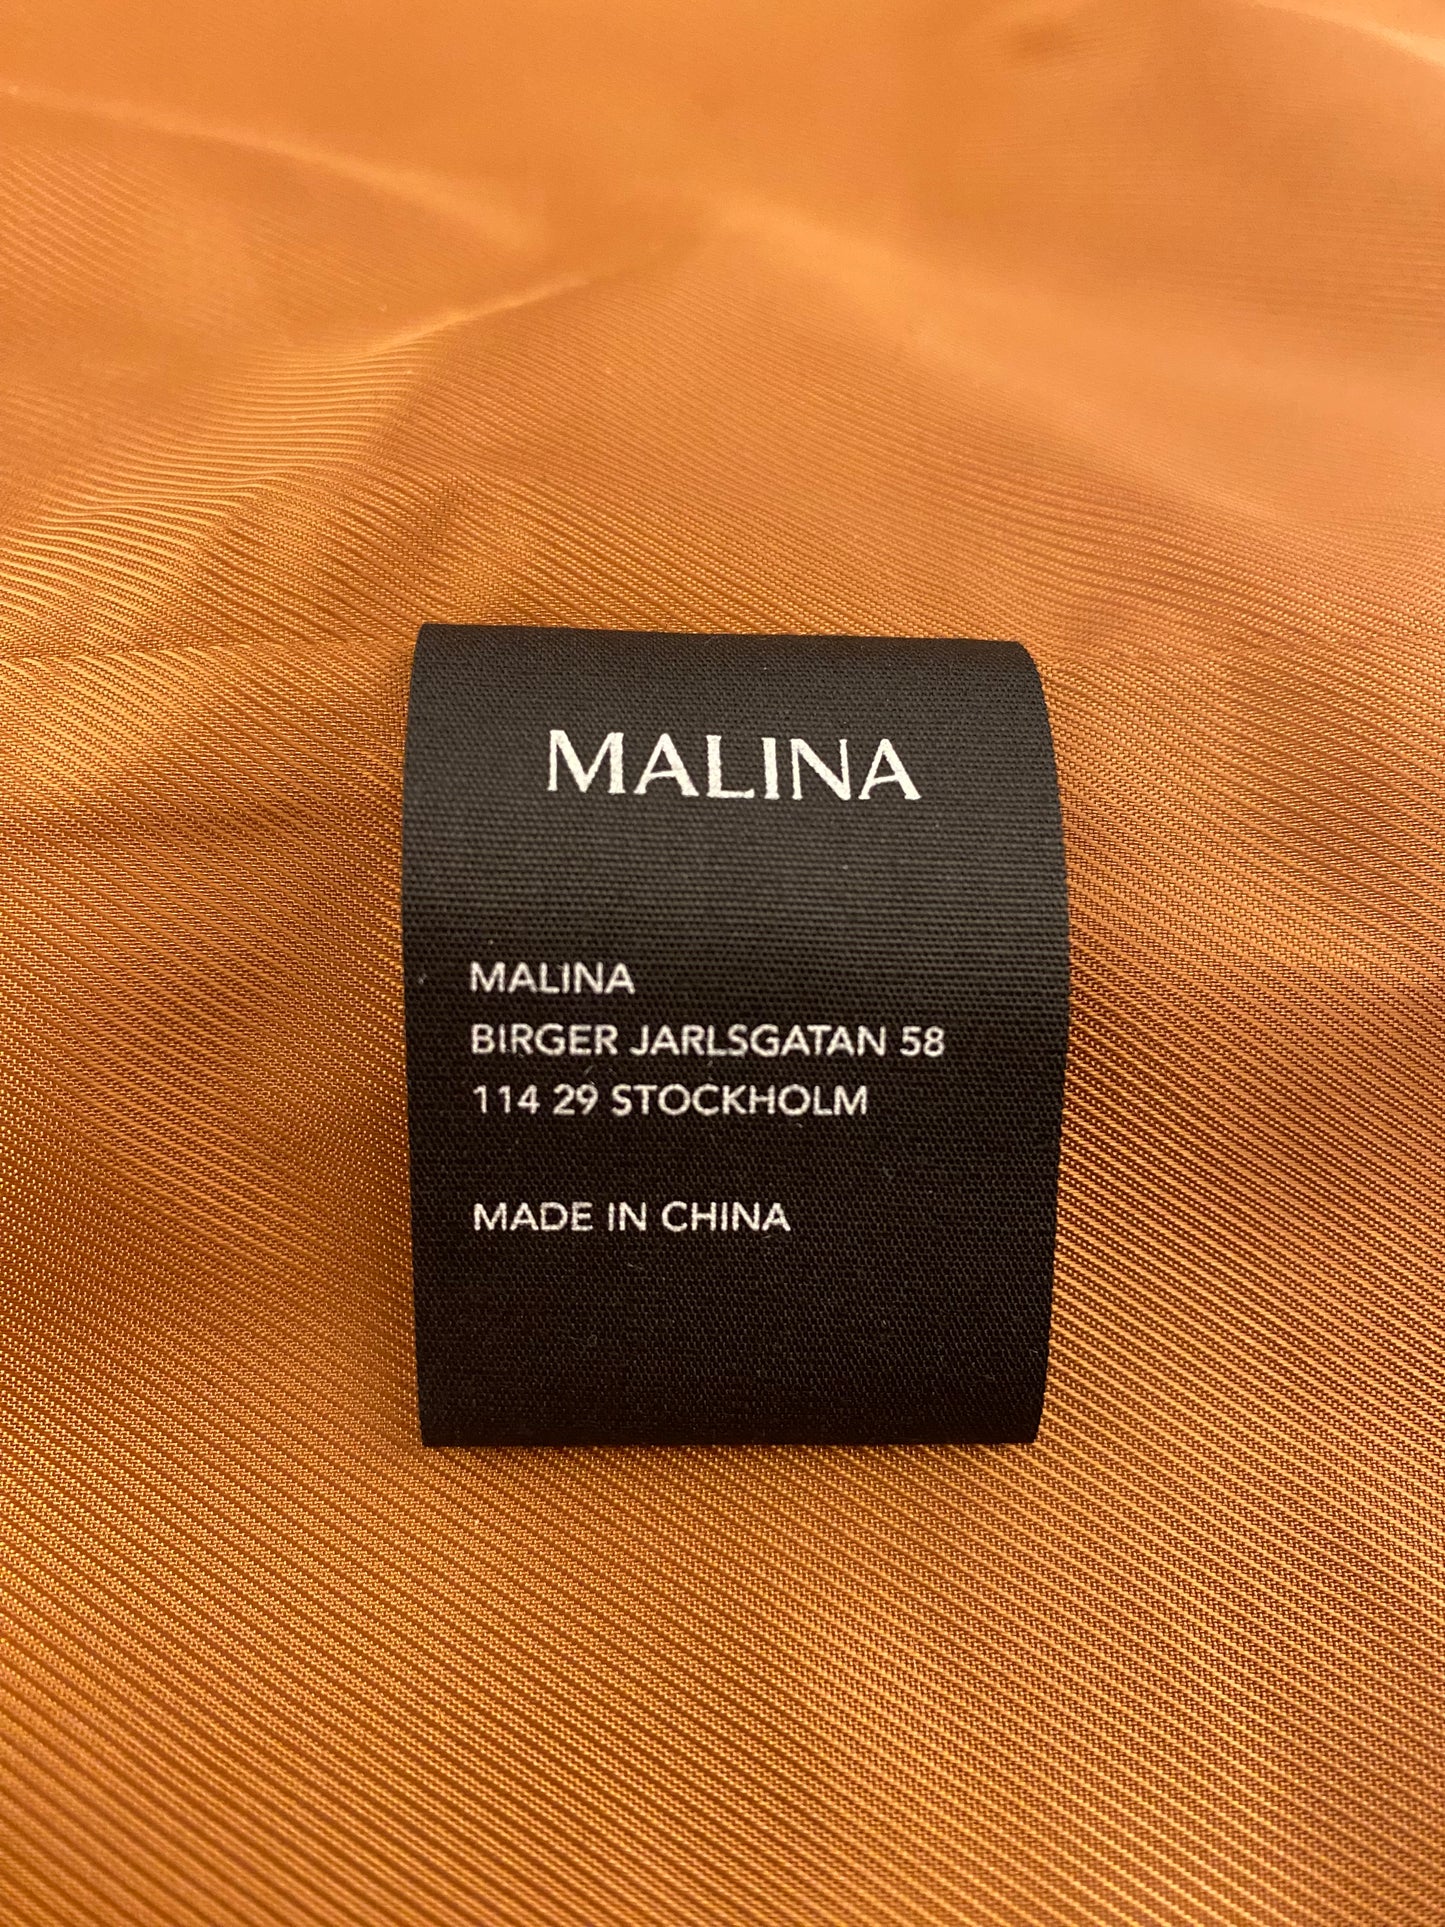 MALINA
MALINA
BIRGER JARLSGATAN 58
114 29 STOCKHOLM
MADE IN CHINA